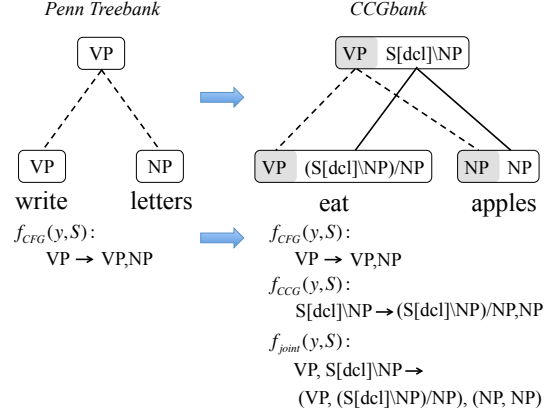 Penn Treebank
VP
VP NP
write letters
f_CFG(y,S):
VP → VP,NP
CCGbank
VP S[dcl]\NP
VP (S[dcl]\NP)/NP NP NP
eat apples
f_CFG(y,S):
VP → VP,NP
f_CCG(y,S):
S[dcl]\NP → (S[dcl]\NP)/NP,NP
f_joint(y,S):
VP, S[dcl]\NP →
(VP, (S[dcl]\NP)/NP), (NP, NP)